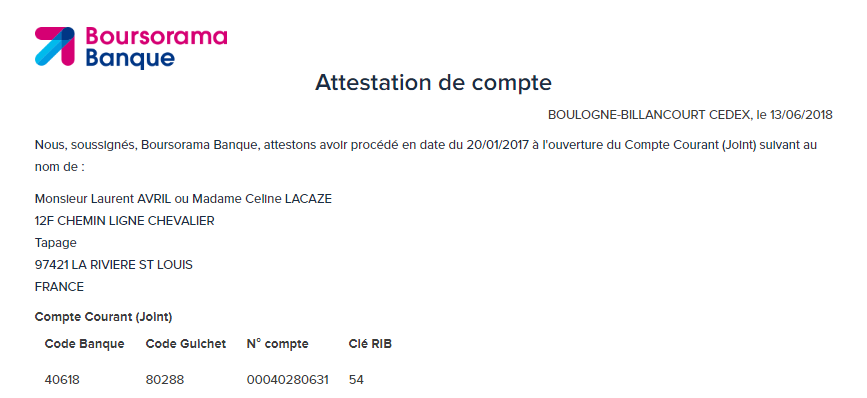 Boursorama
Banque
Attestation de compte
BOULOGNE-BILLANCOURT CEDEX, le 13/06/2018
Nous, soussignés, Boursorama Banque, attestons avoir procédé en date du 20/01/2017 à l'ouverture du Compte Courant (Joint) suivant au
nom de :
Monsieur Laurent AVRIL ou Madame Celine LACAZE
12F CHEMIN LIGNE CHEVALIER
Tapage
97421 LA RIVIERE ST LOUIS
FRANCE
Compte Courant (Joint)
Code Banque Code Guichet N° compte Clé RIB
40618 80288 00040280631 54